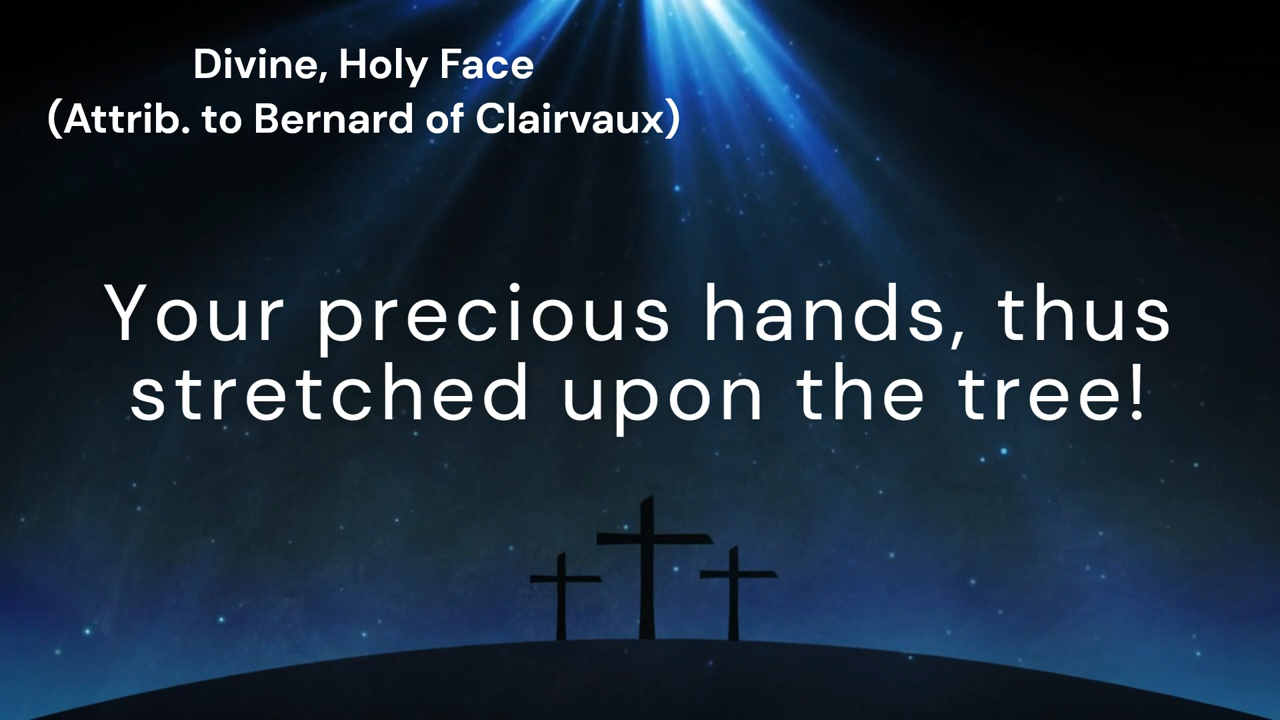 Divine, Holy Face
(Attrib. to Bernard of Clairvaux)
Your precious hands, thus
stretched upon the tree!